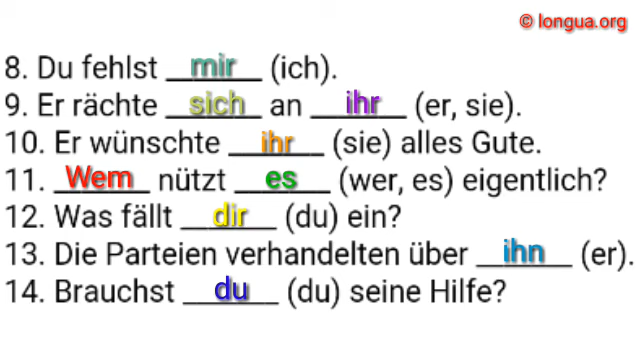 © longua.org
8. Du fehlst mir (ich).
9. Er rächte sich an ihr (er, sie).
10. Er wünschte ihr (sie) alles Gute.
11. Wem nützt es (wer, es) eigentlich?
12. Was fällt dir (du) ein?
13. Die Parteien verhandelten über ihn (er).
14. Brauchst du (du) seine Hilfe?